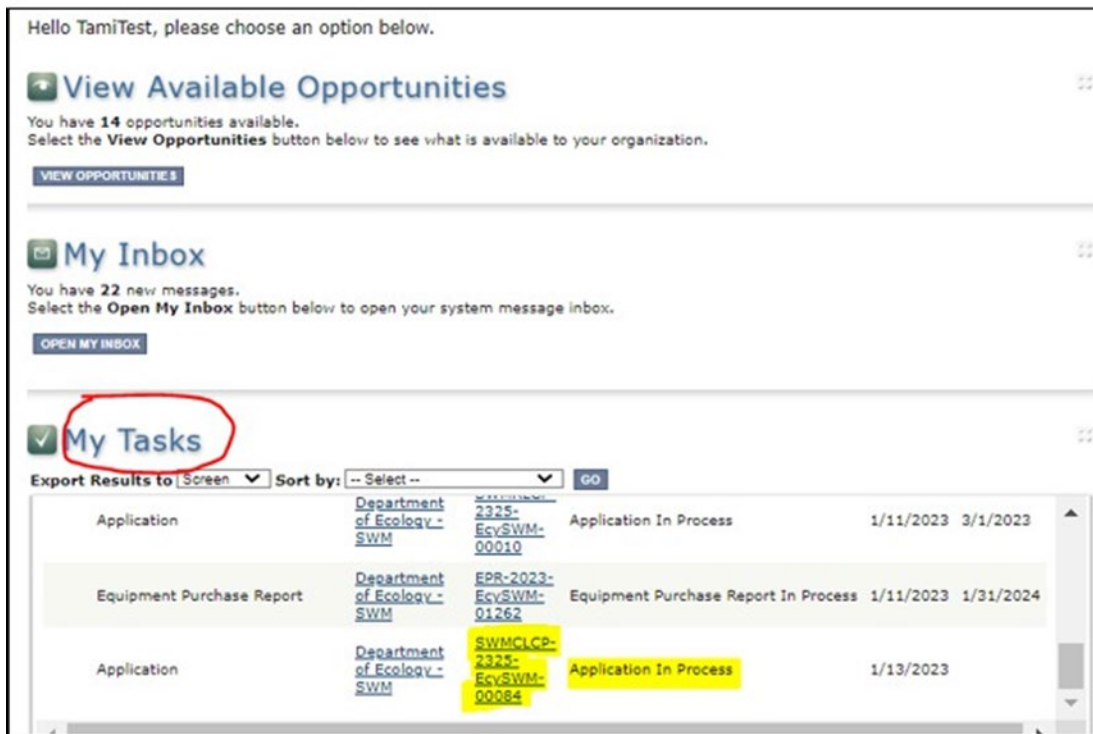 Hello TamiTest, please choose an option below.
View Available Opportunities
You have 14 opportunities available.
Select the View Opportunities button below to see what is available to your organization.
VIEW OPPORTUNITIES
My Inbox
You have 22 new messages.
Select the Open My Inbox button below to open your system message inbox.
OPEN MY INBOX
My Tasks
Export Results to Screen Sort by: -- Select -- GO
Application
Department
of Ecology -
SWM
2325-
EcySWM-
00010
Application In Process
1/11/2023 3/1/2023
Equipment Purchase Report
Department
of Ecology -
SWM
EPR-2023-
EcySWM-
01262
Equipment Purchase Report In Process
1/11/2023 1/31/2024
Application
Department
of Ecology -
SWM
SWMCLCP-
2325-
EcySWM-
00084
Application In Process
1/13/2023